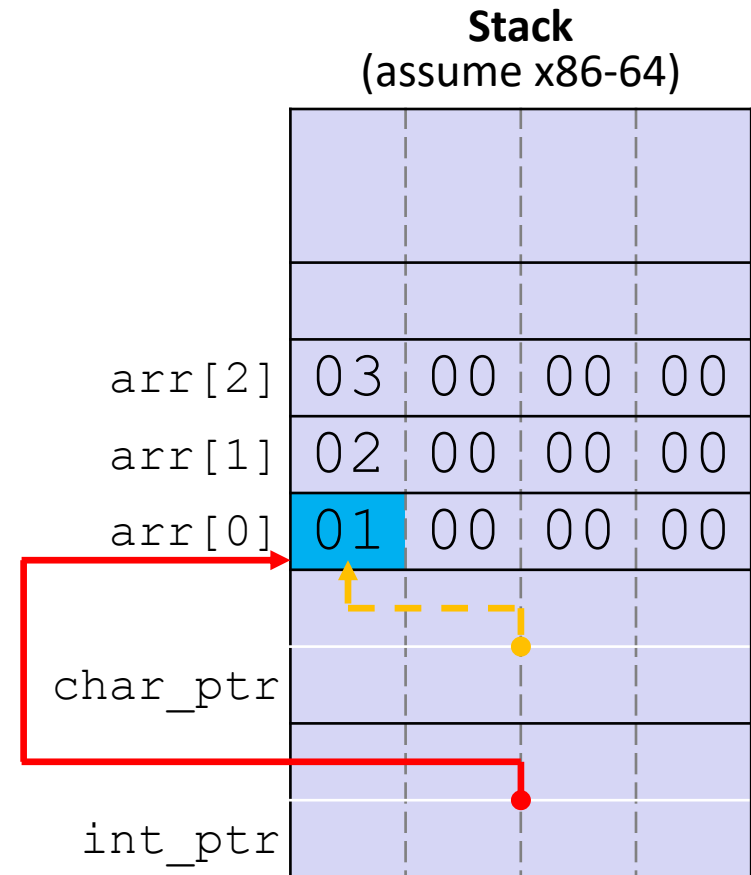 Stack
(assume x86-64)
arr[2] 03 00 00 00
arr[1] 02 00 00 00
arr[0] 01 00 00 00
char_ptr
int_ptr